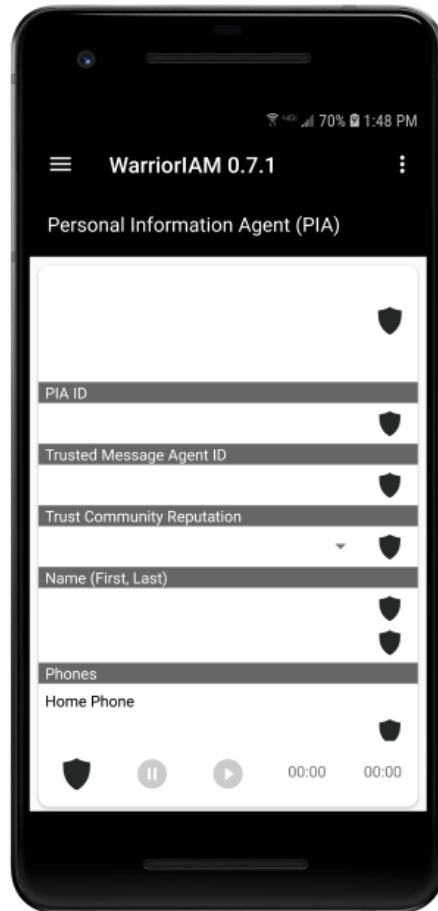 70% 1:48 PM
WarriorIAM 0.7.1
Personal Information Agent (PIA)
PIA ID
Trusted Message Agent ID
Trust Community Reputation
Name (First, Last)
Phones
Home Phone
00:00 00:00